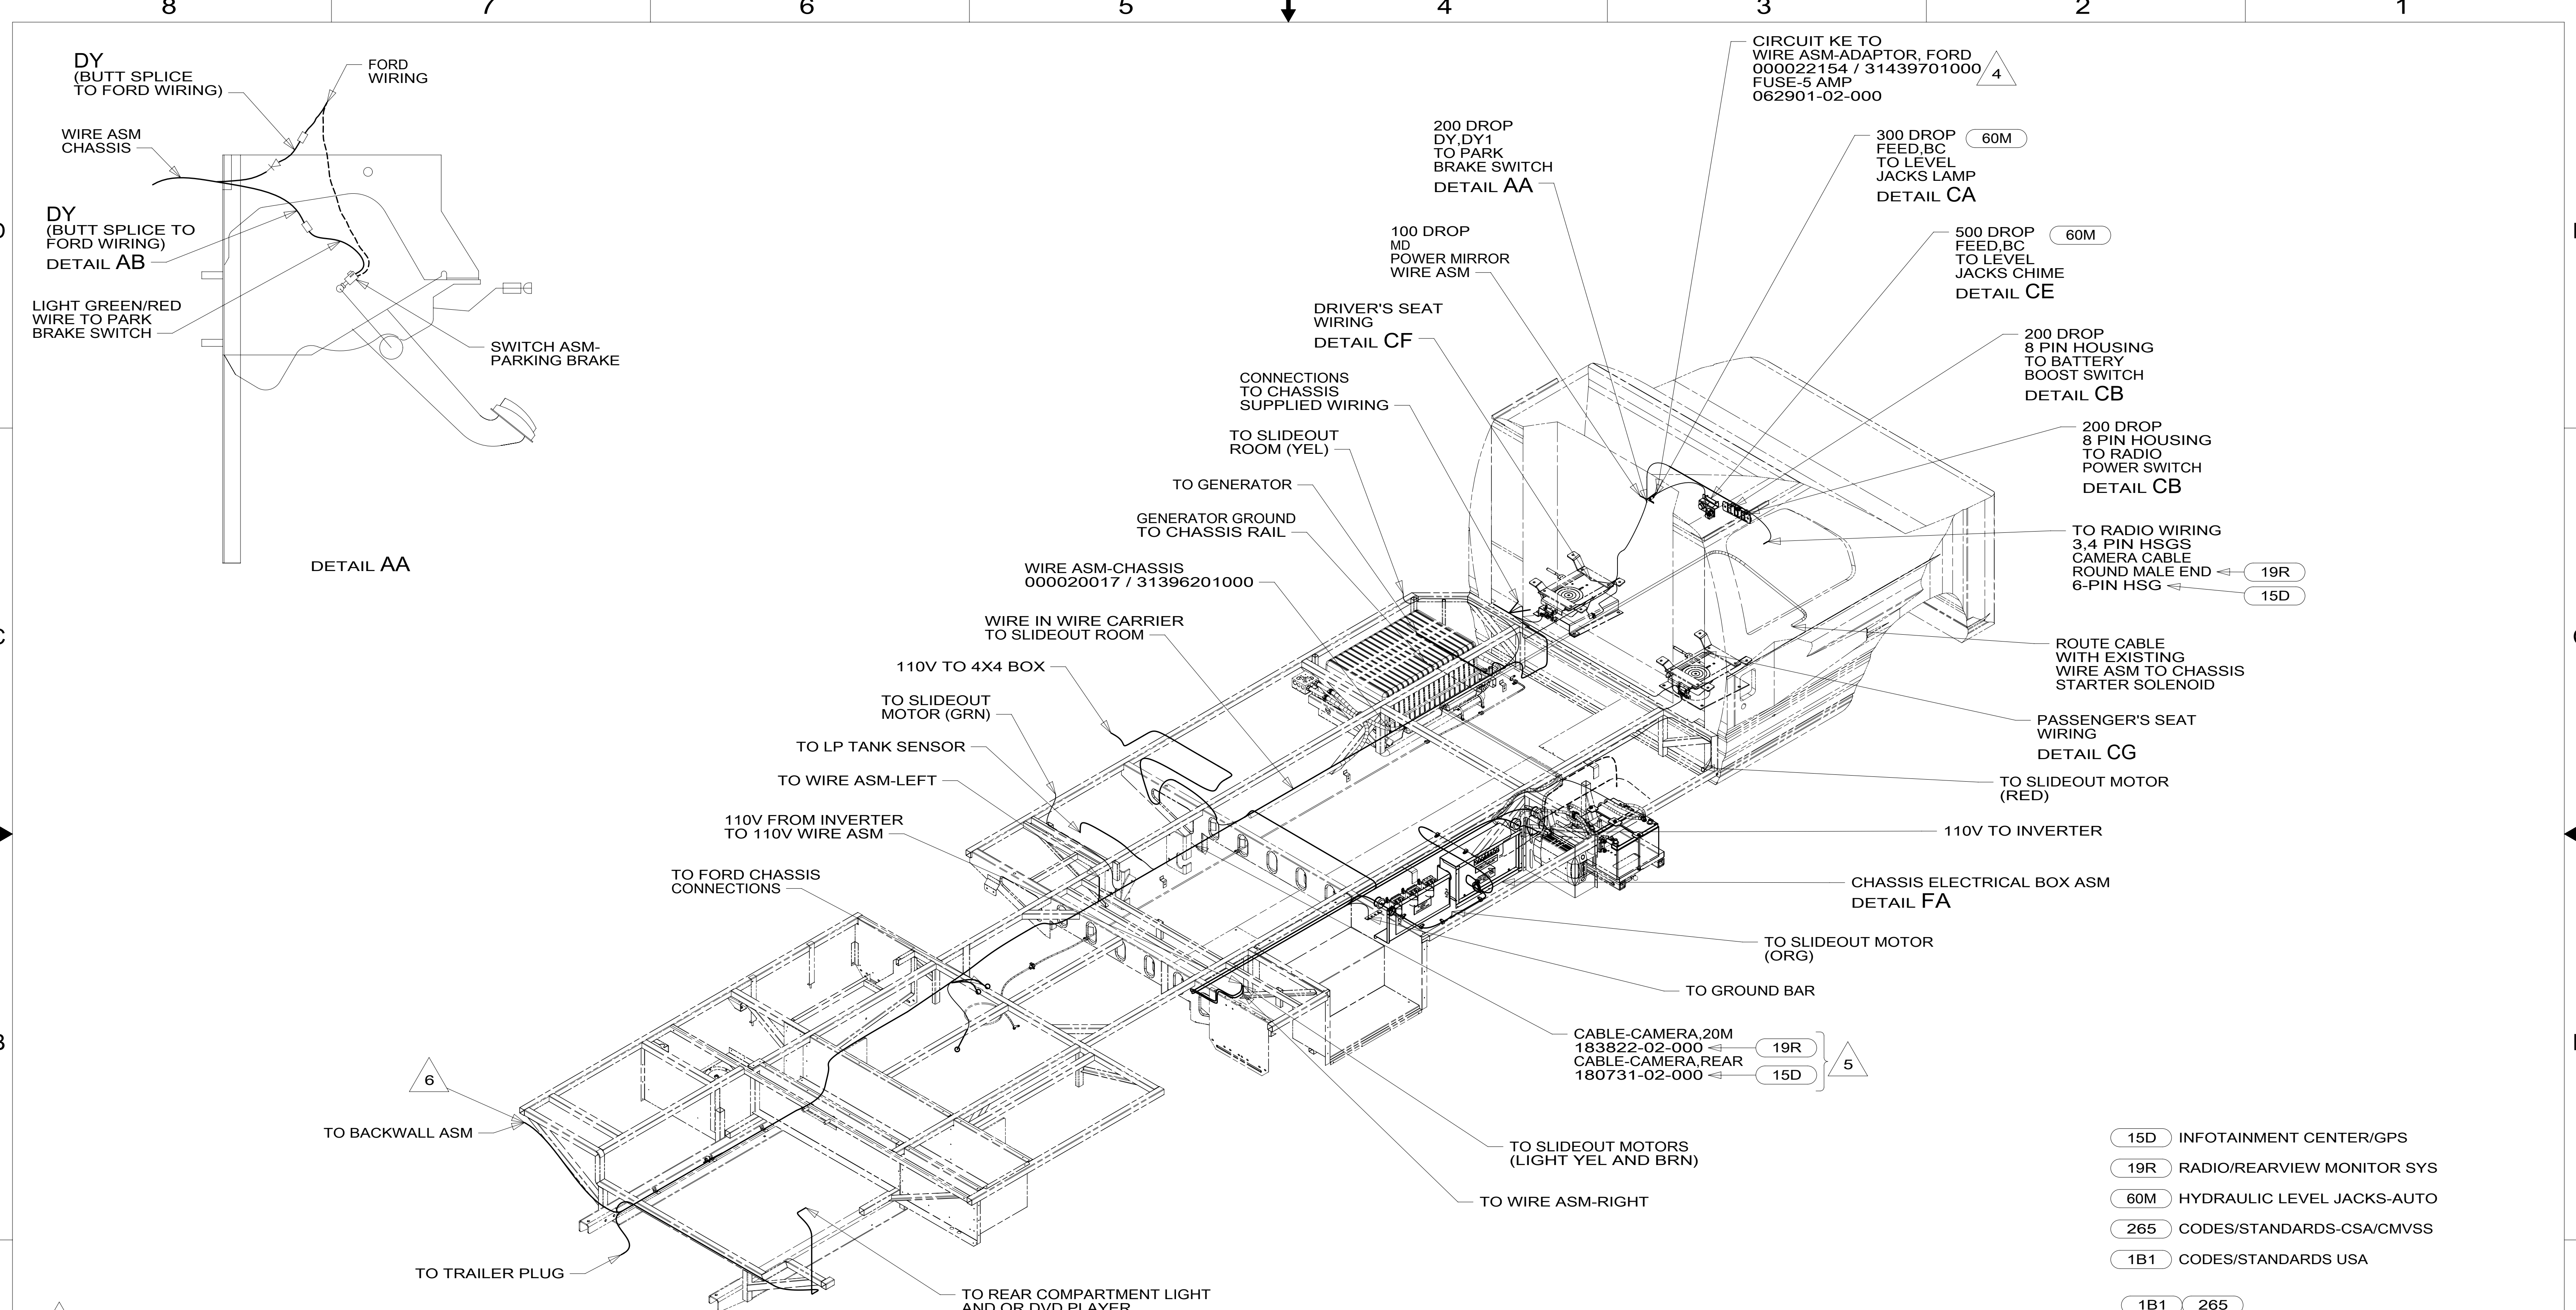 8 7 6 5 4 3 2 1
DY
(BUTT SPLICE
TO FORD WIRING)
FORD
WIRING
WIRE ASM
CHASSIS
DY
(BUTT SPLICE TO
FORD WIRING)
DETAIL AB
LIGHT GREEN/RED
WIRE TO PARK
BRAKE SWITCH
SWITCH ASM-
PARKING BRAKE
DETAIL AA
CIRCUIT KE TO
WIRE ASM-ADAPTOR, FORD
000022154 / 31439701000
FUSE-5 AMP
062901-02-000
4
200 DROP
DY,DY1
TO PARK
BRAKE SWITCH
DETAIL AA
300 DROP 60M
FEED,BC
TO LEVEL
JACKS LAMP
DETAIL CA
100 DROP
MD
POWER MIRROR
WIRE ASM
500 DROP 60M
FEED,BC
TO LEVEL
JACKS CHIME
DETAIL CE
DRIVER'S SEAT
WIRING
DETAIL CF
200 DROP
8 PIN HOUSING
TO BATTERY
BOOST SWITCH
DETAIL CB
CONNECTIONS
TO CHASSIS
SUPPLIED WIRING
TO SLIDEOUT
ROOM (YEL)
200 DROP
8 PIN HOUSING
TO RADIO
POWER SWITCH
DETAIL CB
TO GENERATOR
GENERATOR GROUND
TO CHASSIS RAIL
TO RADIO WIRING
3,4 PIN HSGS
CAMERA CABLE
ROUND MALE END 19R
6-PIN HSG 15D
WIRE ASM-CHASSIS
000020017 / 31396201000
WIRE IN WIRE CARRIER
TO SLIDEOUT ROOM
ROUTE CABLE
WITH EXISTING
WIRE ASM TO CHASSIS
STARTER SOLENOID
110V TO 4X4 BOX
TO SLIDEOUT
MOTOR (GRN)
PASSENGER'S SEAT
WIRING
DETAIL CG
TO LP TANK SENSOR
TO WIRE ASM-LEFT
TO SLIDEOUT MOTOR
(RED)
110V FROM INVERTER
TO 110V WIRE ASM
110V TO INVERTER
TO FORD CHASSIS
CONNECTIONS
CHASSIS ELECTRICAL BOX ASM
DETAIL FA
TO SLIDEOUT MOTOR
(ORG)
TO GROUND BAR
CABLE-CAMERA,20M
183822-02-000 19R
CABLE-CAMERA,REAR
180731-02-000 15D
5
6
TO BACKWALL ASM
TO SLIDEOUT MOTORS
(LIGHT YEL AND BRN)
TO WIRE ASM-RIGHT
TO TRAILER PLUG
TO REAR COMPARTMENT LIGHT
AND OR DVD PLAYER
15D INFOTAINMENT CENTER/GPS
19R RADIO/REARVIEW MONITOR SYS
60M HYDRAULIC LEVEL JACKS-AUTO
265 CODES/STANDARDS-CSA/CMVSS
1B1 CODES/STANDARDS USA
1B1 265